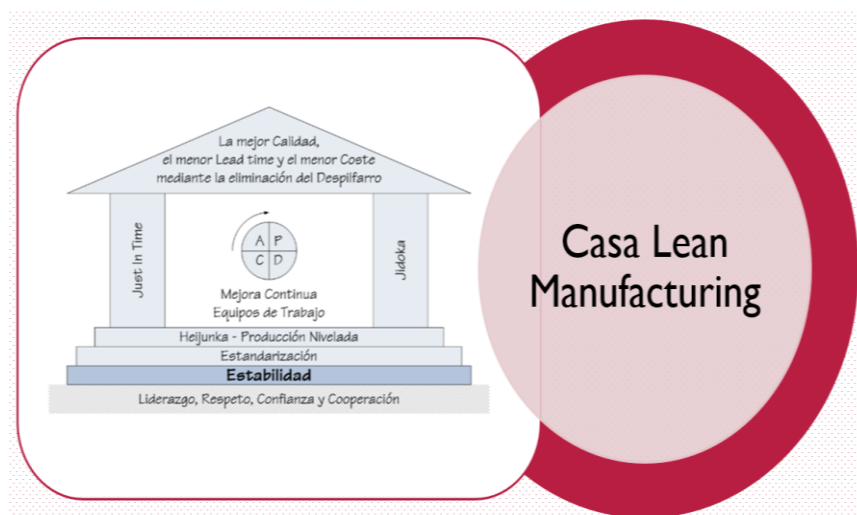 La mejor Calidad,
el menor Lead time y el menor Coste
mediante la eliminación del Despilfarro
Just In Time
A P
C D
Mejora Continua
Equipos de Trabajo
Jidoka
Heijunka - Producción Nivelada
Estandarización
Estabilidad
Liderazgo, Respeto, Confianza y Cooperación
Casa Lean
Manufacturing